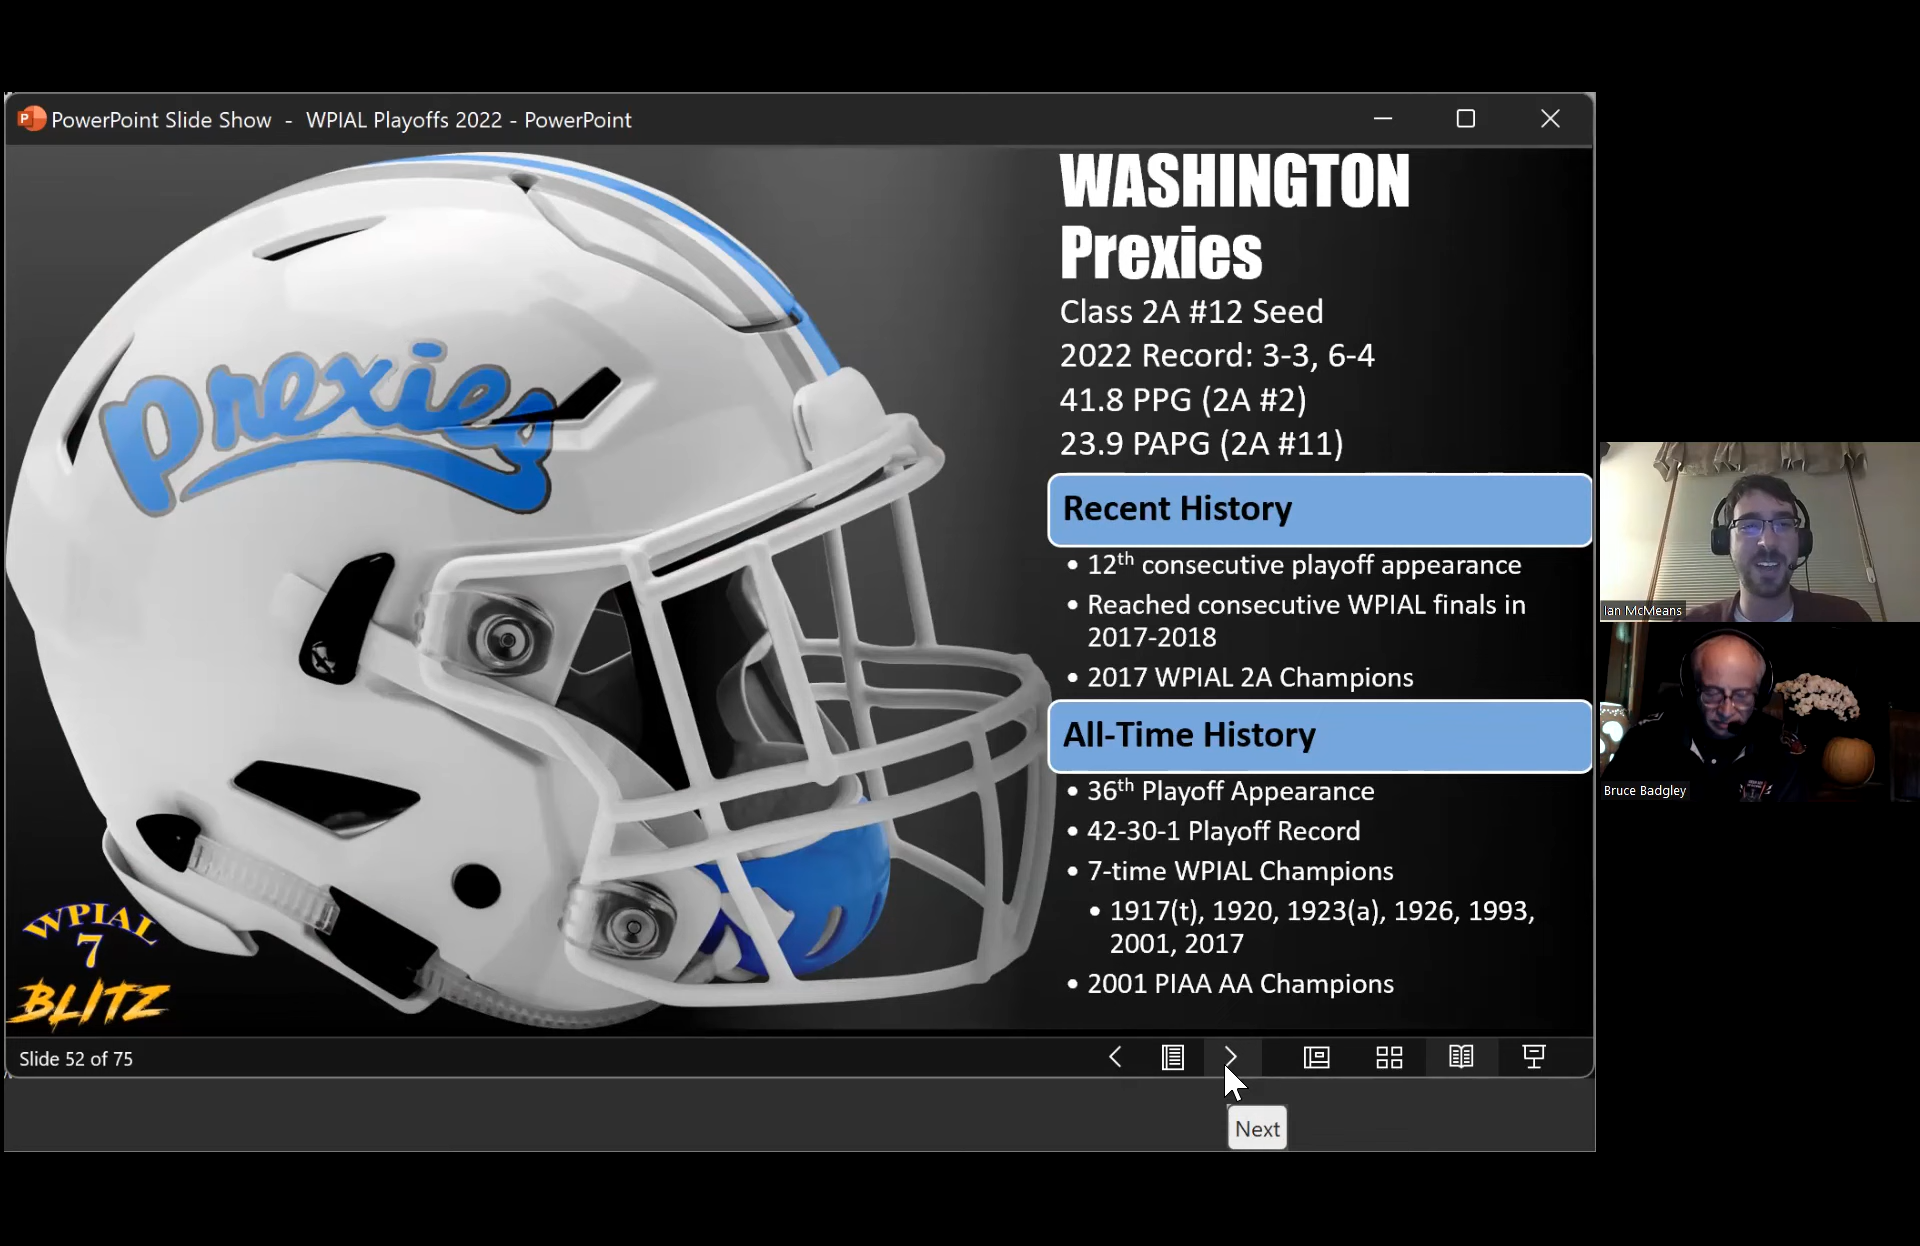 PowerPoint Slide Show - WPIAL Playoffs 2022 - PowerPoint
prexies
WPIAL
7
BLITZ
WASHINGTON
Prexies
Class 2A #12 Seed
2022 Record: 3-3, 6-4
41.8 PPG (2A #2)
23.9 PAPG (2A #11)
Recent History
• 12th consecutive playoff appearance
• Reached consecutive WPIAL finals in
2017-2018
• 2017 WPIAL 2A Champions
All-Time History
• 36th Playoff Appearance
• 42-30-1 Playoff Record
• 7-time WPIAL Champions
• 1917(t), 1920, 1923(a), 1926, 1993,
2001, 2017
• 2001 PIAA AA Champions
Slide 52 of 75
Next
Ian McMeans
Bruce Badgley